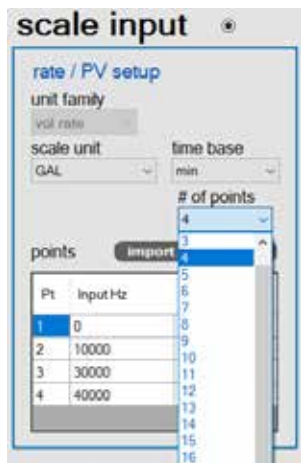 scale input
rate / PV setup
unit family
vol rate
scale unit time base
GAL min
# of points
4
3
4
points import
5
Pt Input Hz 6
7
8
1 0 9
10
2 10000 11
3 30000 12
13
4 40000 14
15
16